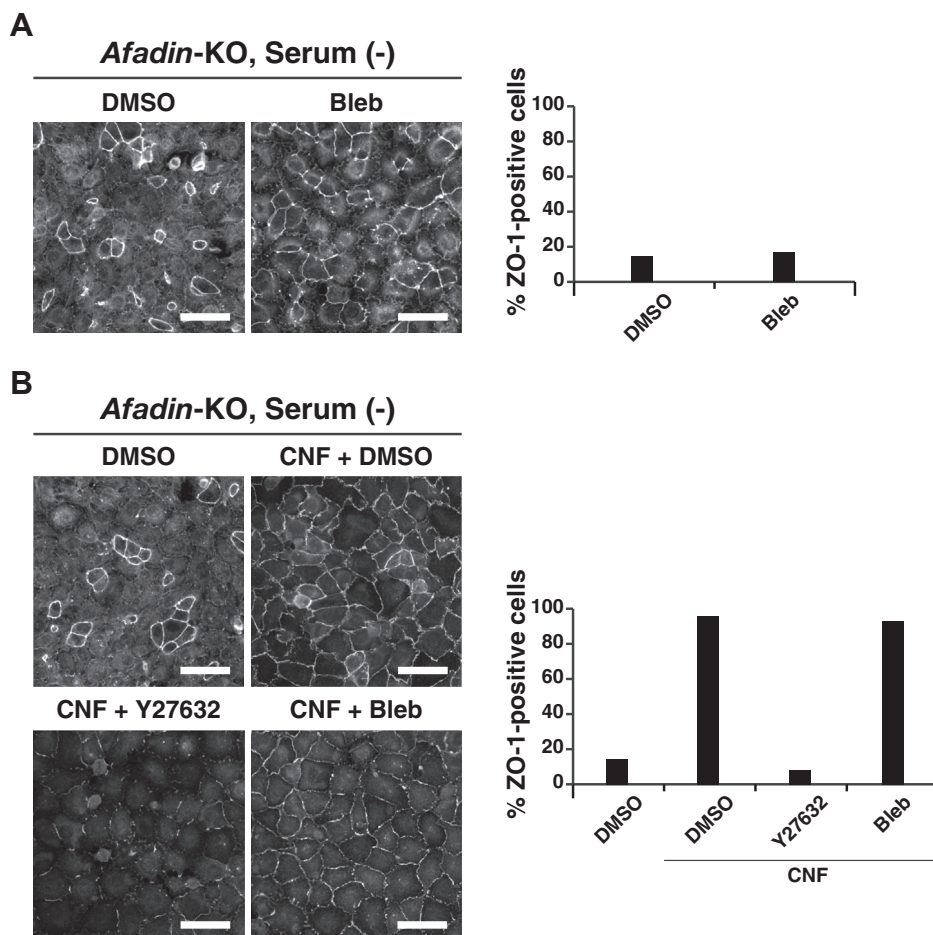 A
Afadin-KO, Serum (-)
DMSO Bleb
% ZO-1-positive cells
100
80
60
40
20
0
DMSO
Bleb
B
Afadin-KO, Serum (-)
DMSO CNF + DMSO
CNF + Y27632 CNF + Bleb
% ZO-1-positive cells
100
80
60
40
20
0
DMSO
DMSO
Y27632
Bleb
CNF